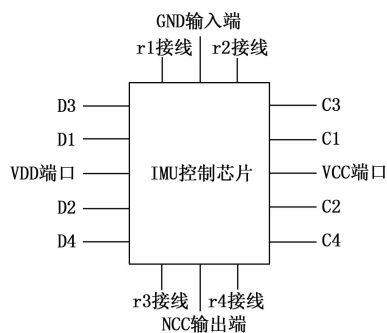 GND输入端
r1接线 r2接线
D3
C3
D1
C1
VDD端口
IMU控制芯片
VCC端口
D2
C2
D4
C4
r3接线 r4接线
NCC输出端